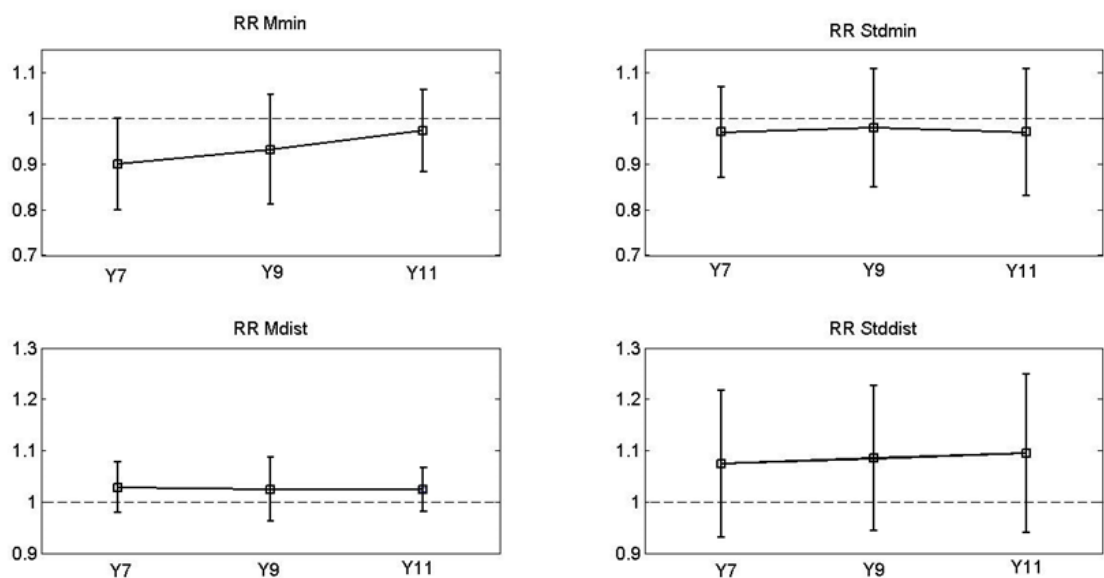 RR Mmin
1.1
1
0.9
0.8
0.7
Y7 Y9 Y11
RR Stdmin
1.1
1
0.9
0.8
0.7
Y7 Y9 Y11
RR Mdist
1.3
1.2
1.1
1
0.9
Y7 Y9 Y11
RR Stddist
1.3
1.2
1.1
1
0.9
Y7 Y9 Y11